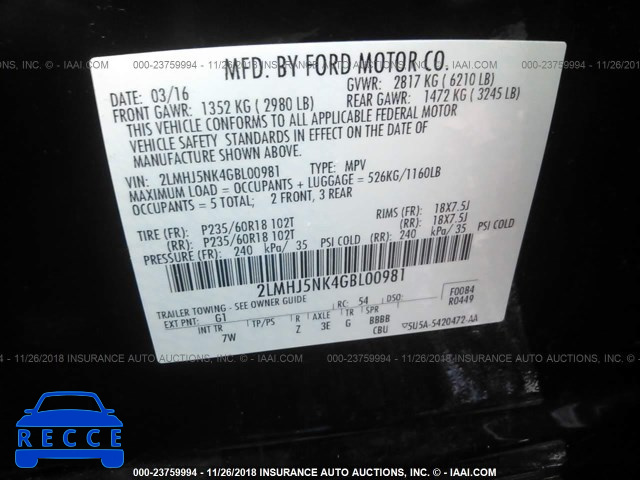 - IAAI.COM 000-23759994 - 11/26/2018 INSURANCE AUTO AUCTIONS, INC. - IAAI.COM 000-23759994
MFD. BY FORD MOTOR CO.
DATE: 03/16 GVWR: 2817 KG ( 6210 LB)
FRONT GAWR: 1352 KG ( 2980 LB) REAR GAWR: 1472 KG ( 3245 LB)
THIS VEHICLE CONFORMS TO ALL APPLICABLE FEDERAL MOTOR
VEHICLE SAFETY STANDARDS IN EFFECT ON THE DATE OF
MANUFACTURE SHOWN ABOVE.
VIN: 2LMHJ5NK4GBL00981 TYPE: MPV
MAXIMUM LOAD = OCCUPANTS + LUGGAGE = 526KG/1160LB
OCCUPANTS = 5 TOTAL; 2 FRONT, 3 REAR
TIRE (FR): P235/60R18 102T RIMS (FR): 18X7.5J
(RR): P235/60R18 102T (RR): 18X7.5J
PRESSURE (FR): 240 kPa/ 35 PSI COLD (RR): 240 kPa/ 35 PSI COLD
2LMHJ5NK4GBL00981
TRAILER TOWING - SEE OWNER GUIDE
EXT PNT: G1 RC: 54 DSO: F0084
R0449
INT TR TP/PS R AXLE TR SPR
7W Z 3E G BBBB
CBU
5U5A-5420472-AA
RECCE
000-23759994 - 11/26/2018 INSURANCE AUTO AUCTIONS, INC. - IAAI.COM